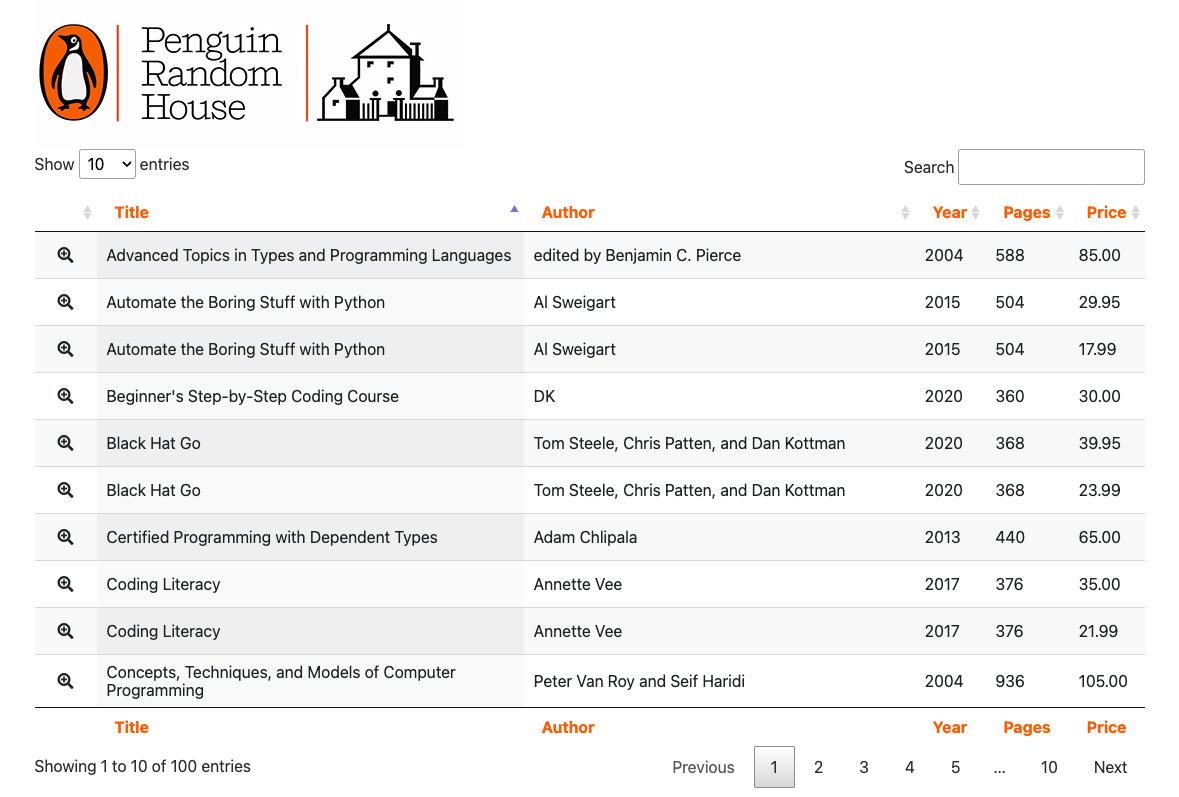 Penguin
Random
House
Show 10 entries
Search
Title Author Year Pages Price
Advanced Topics in Types and Programming Languages edited by Benjamin C. Pierce 2004 588 85.00
Automate the Boring Stuff with Python Al Sweigart 2015 504 29.95
Automate the Boring Stuff with Python Al Sweigart 2015 504 17.99
Beginner's Step-by-Step Coding Course DK 2020 360 30.00
Black Hat Go Tom Steele, Chris Patten, and Dan Kottman 2020 368 39.95
Black Hat Go Tom Steele, Chris Patten, and Dan Kottman 2020 368 23.99
Certified Programming with Dependent Types Adam Chlipala 2013 440 65.00
Coding Literacy Annette Vee 2017 376 35.00
Coding Literacy Annette Vee 2017 376 21.99
Concepts, Techniques, and Models of Computer
Programming Peter Van Roy and Seif Haridi 2004 936 105.00
Title Author Year Pages Price
Showing 1 to 10 of 100 entries
Previous 1 2 3 4 5 ... 10 Next